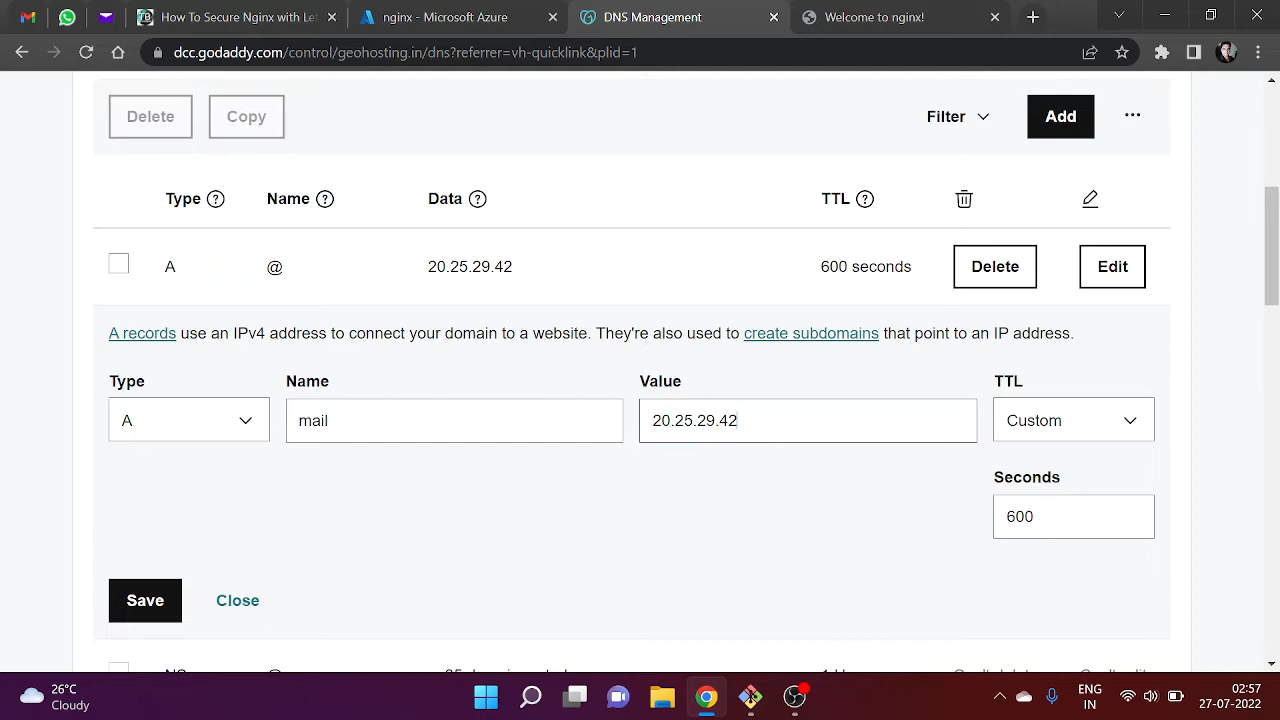 How To Secure Nginx with Let
nginx - Microsoft Azure
DNS Management
Welcome to nginx!
dcc.godaddy.com/control/geohosting/dns?referrer=vh-quicklink&plid=1
Delete
Copy
Filter
Add
Type
Name
Data
TTL
A
@
20.25.29.42
600 seconds
Delete
Edit
A records use an IPv4 address to connect your domain to a website. They're also used to create subdomains that point to an IP address.
Type
Name
Value
TTL
A
mail
20.25.29.42
Custom
Seconds
600
Save
Close
26°C
Cloudy
ENG
IN
02:57
27-07-2022